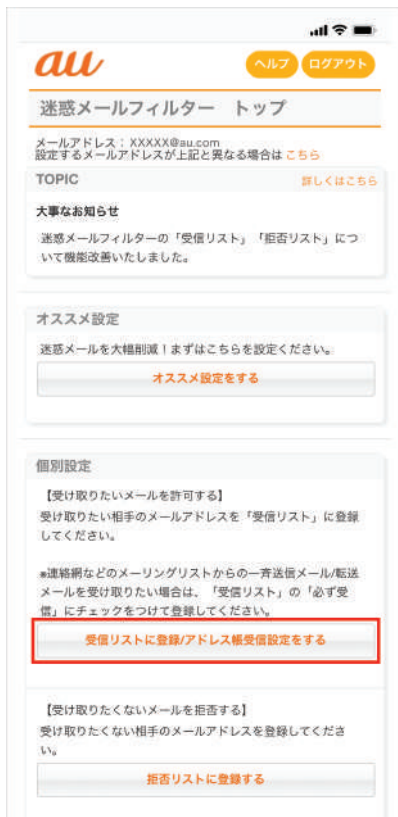 au
ヘルプ ログアウト
迷惑メールフィルター トップ
メールアドレス：XXXXX@au.com
設定するメールアドレスが上記と異なる場合は こちら
TOPIC 詳しくはこちら
大事なお知らせ
迷惑メールフィルターの「受信リスト」「拒否リスト」につ
いて機能改善いたしました。
オススメ設定
迷惑メールを大幅削減！まずはこちらを設定ください。
オススメ設定をする
個別設定
【受け取りたいメールを許可する】
受け取りたい相手のメールアドレスを「受信リスト」に登録
してください。
※連絡網などのメーリングリストからの一斉送信メール/転送
メールを受け取りたい場合は、「受信リスト」の「必ず受
信」にチェックをつけて登録してください。
受信リストに登録/アドレス帳受信設定をする
【受け取りたくないメールを拒否する】
受け取りたくない相手のメールアドレスを登録してくださ
い。
拒否リストに登録する